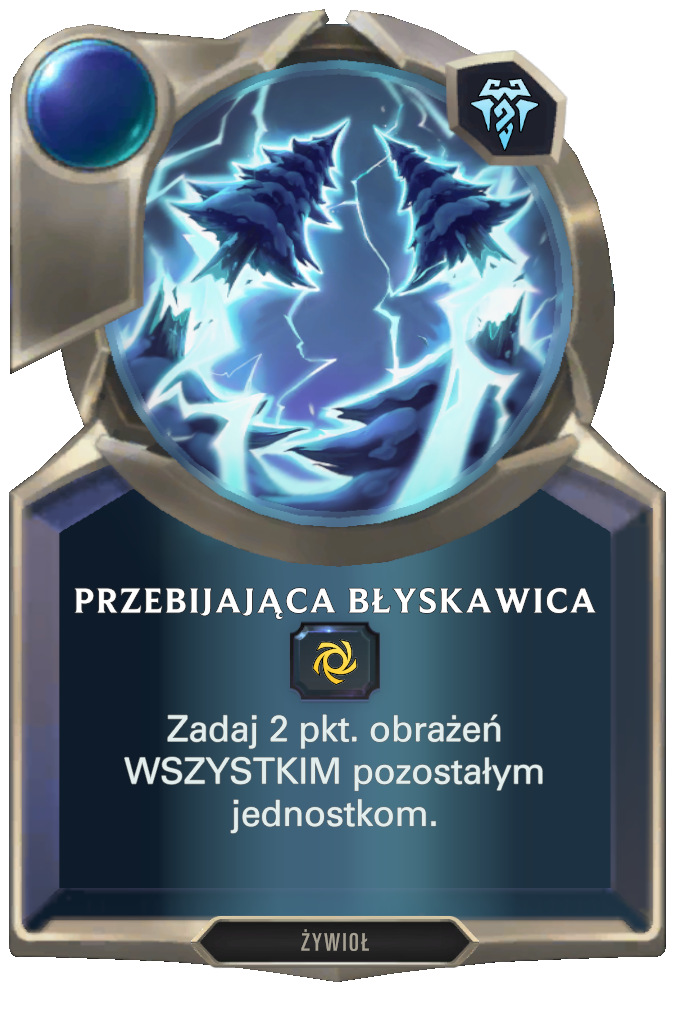 PRZEBIJAJĄCA BŁYSKAWICA
Zadaj 2 pkt. obrażeń
WSZYSTKIM pozostałym
jednostkom.
ŻYWIOŁ